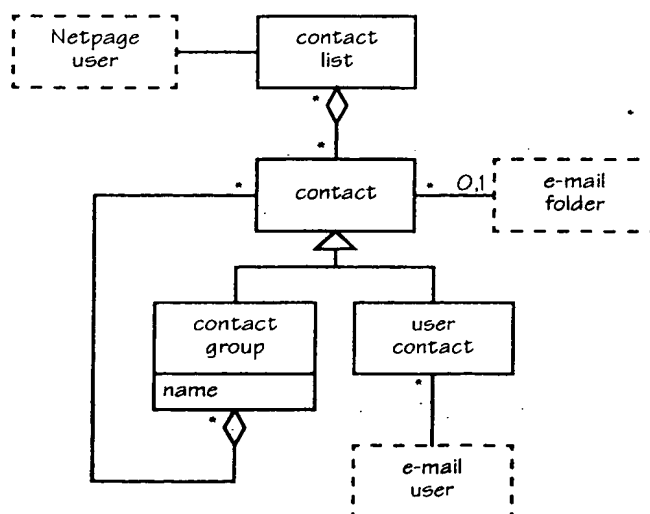 Netpage
user
contact
list
*
*
*
contact
*
0,1
e-mail
folder
contact
group
user
contact
name
*
*
e-mail
user